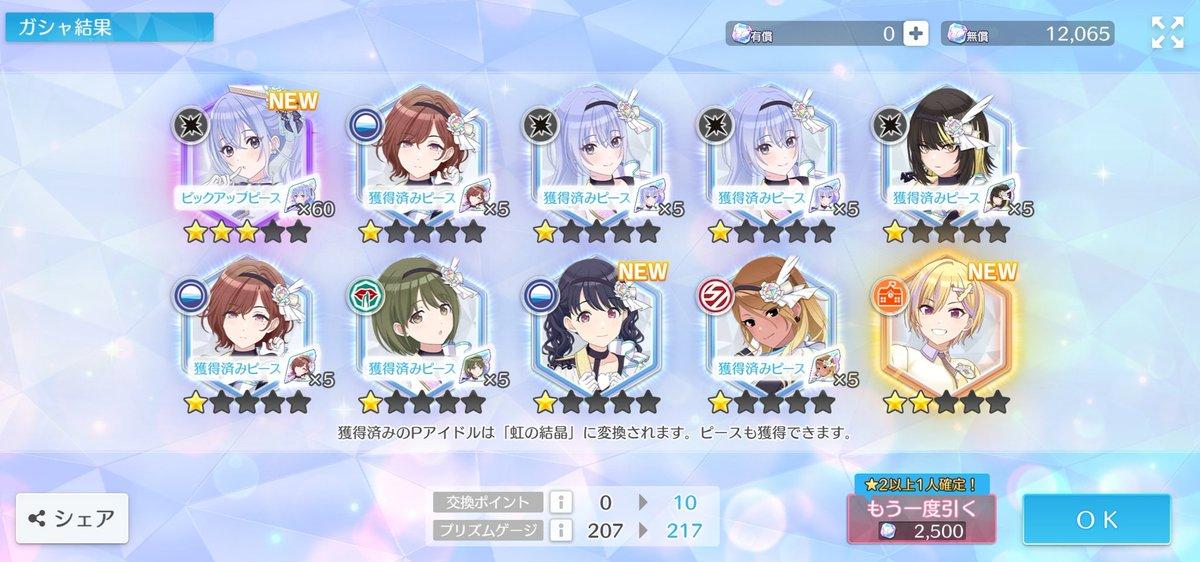 ガシャ結果
有償 0
無償 12,065
NEW
ピックアップピース ×60
獲得済みピース ×5
獲得済みピース ×5
獲得済みピース ×5
獲得済みピース ×5
獲得済みピース ×5
獲得済みピース ×5
NEW
獲得済みピース ×5
NEW
獲得済みのPアイドルは「虹の結晶」に変換されます。ピースも獲得できます。
シェア
交換ポイント i 0 10
プリズムゲージ i 207 217
★2以上1人確定!
もう一度引く
2,500
OK